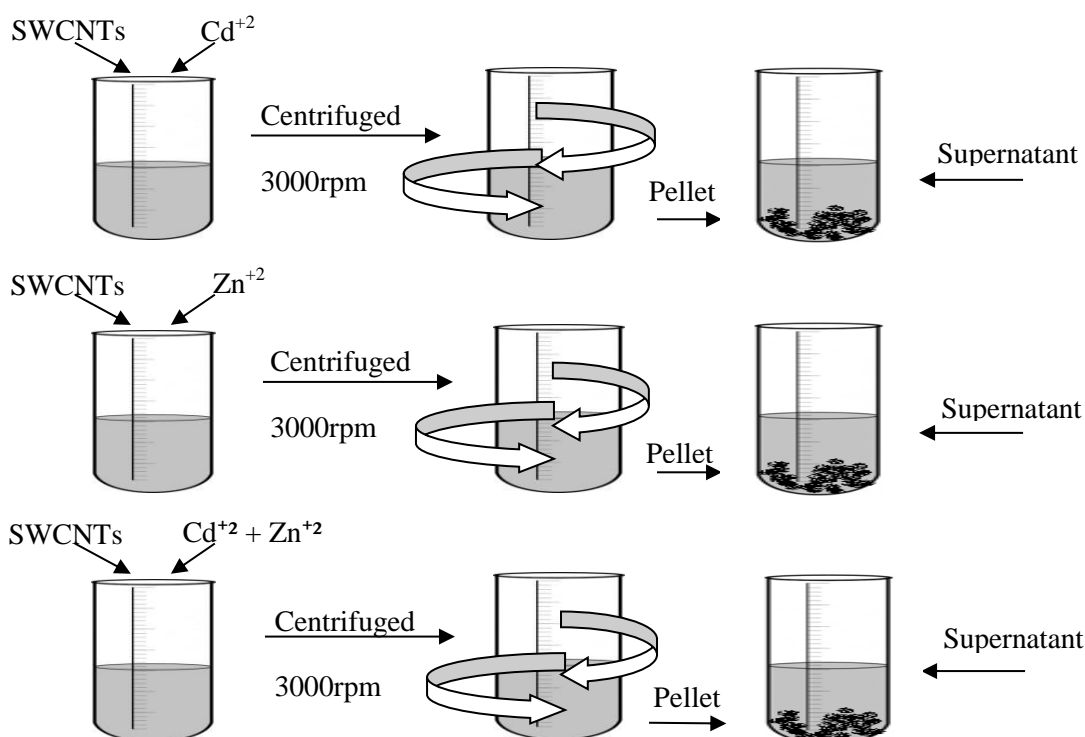 SWCNTs Cd⁺²
Centrifuged
3000rpm
Pellet
Supernatant
SWCNTs Zn⁺²
Centrifuged
3000rpm
Pellet
Supernatant
SWCNTs Cd⁺² + Zn⁺²
Centrifuged
3000rpm
Pellet
Supernatant